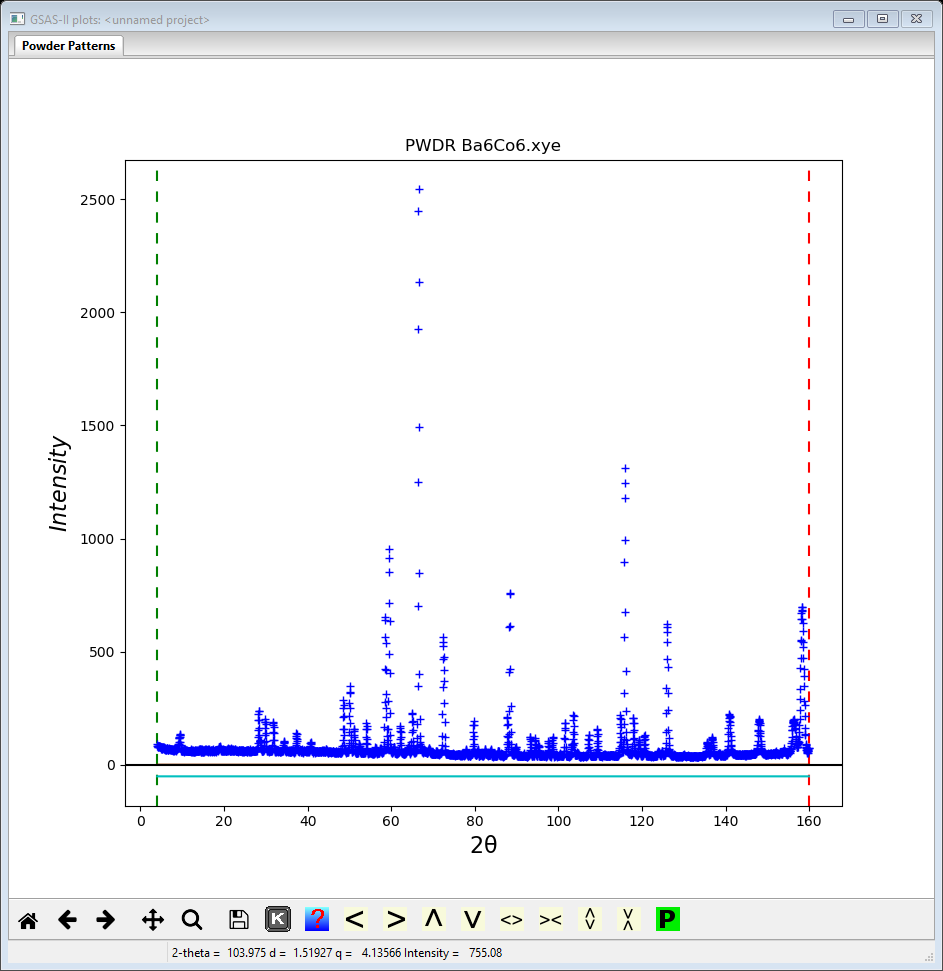 GSAS-II plots: <unnamed project>
Powder Patterns
PWDR Ba6Co6.xye
2500
2000
1500
1000
500
0
Intensity
0 20 40 60 80 100 120 140 160
2θ
K ? < > Λ V <> >< P
2-theta = 103.975 d = 1.51927 q = 4.13566 Intensity = 755.08